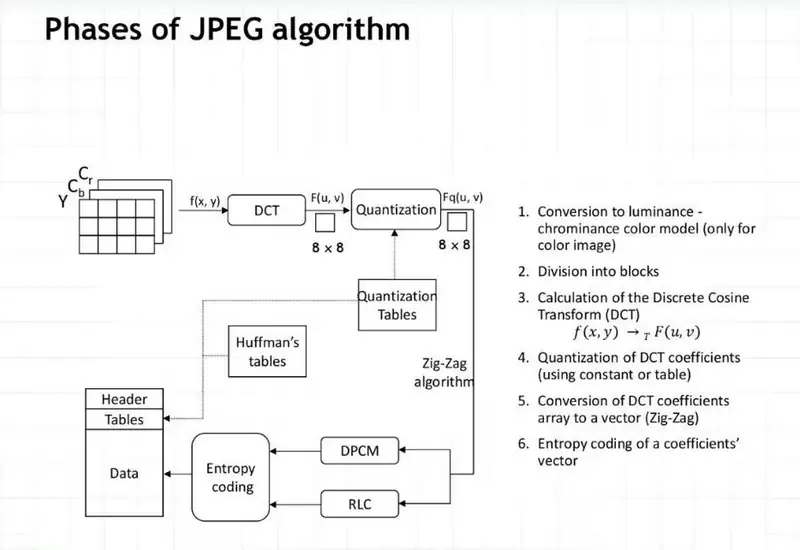 Phases of JPEG algorithm
Cr
Cb
Y
f(x, y)
DCT
F(u, v)
8 × 8
Quantization
Fq(u, v)
8 × 8
Quantization
Tables
Huffman's
tables
Zig-Zag
algorithm
Header
Tables
Data
Entropy
coding
DPCM
RLC
1. Conversion to luminance -
chrominance color model (only for
color image)
2. Division into blocks
3. Calculation of the Discrete Cosine
Transform (DCT)
f(x, y) →T F(u, v)
4. Quantization of DCT coefficients
(using constant or table)
5. Conversion of DCT coefficients
array to a vector (Zig-Zag)
6. Entropy coding of a coefficients'
vector